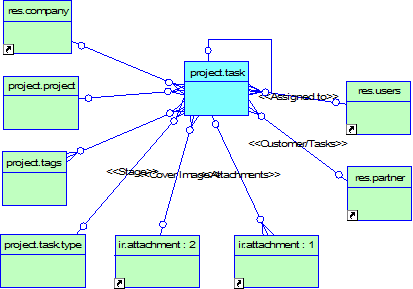 res.company
project.task
project.project
<<Assigned to>>
res.users
<<Customer/Tasks>>
project.tags
<<Stage>>
<<Cover Image
Attachments>>
res.partner
project.task.type
ir.attachment : 2
ir.attachment : 1